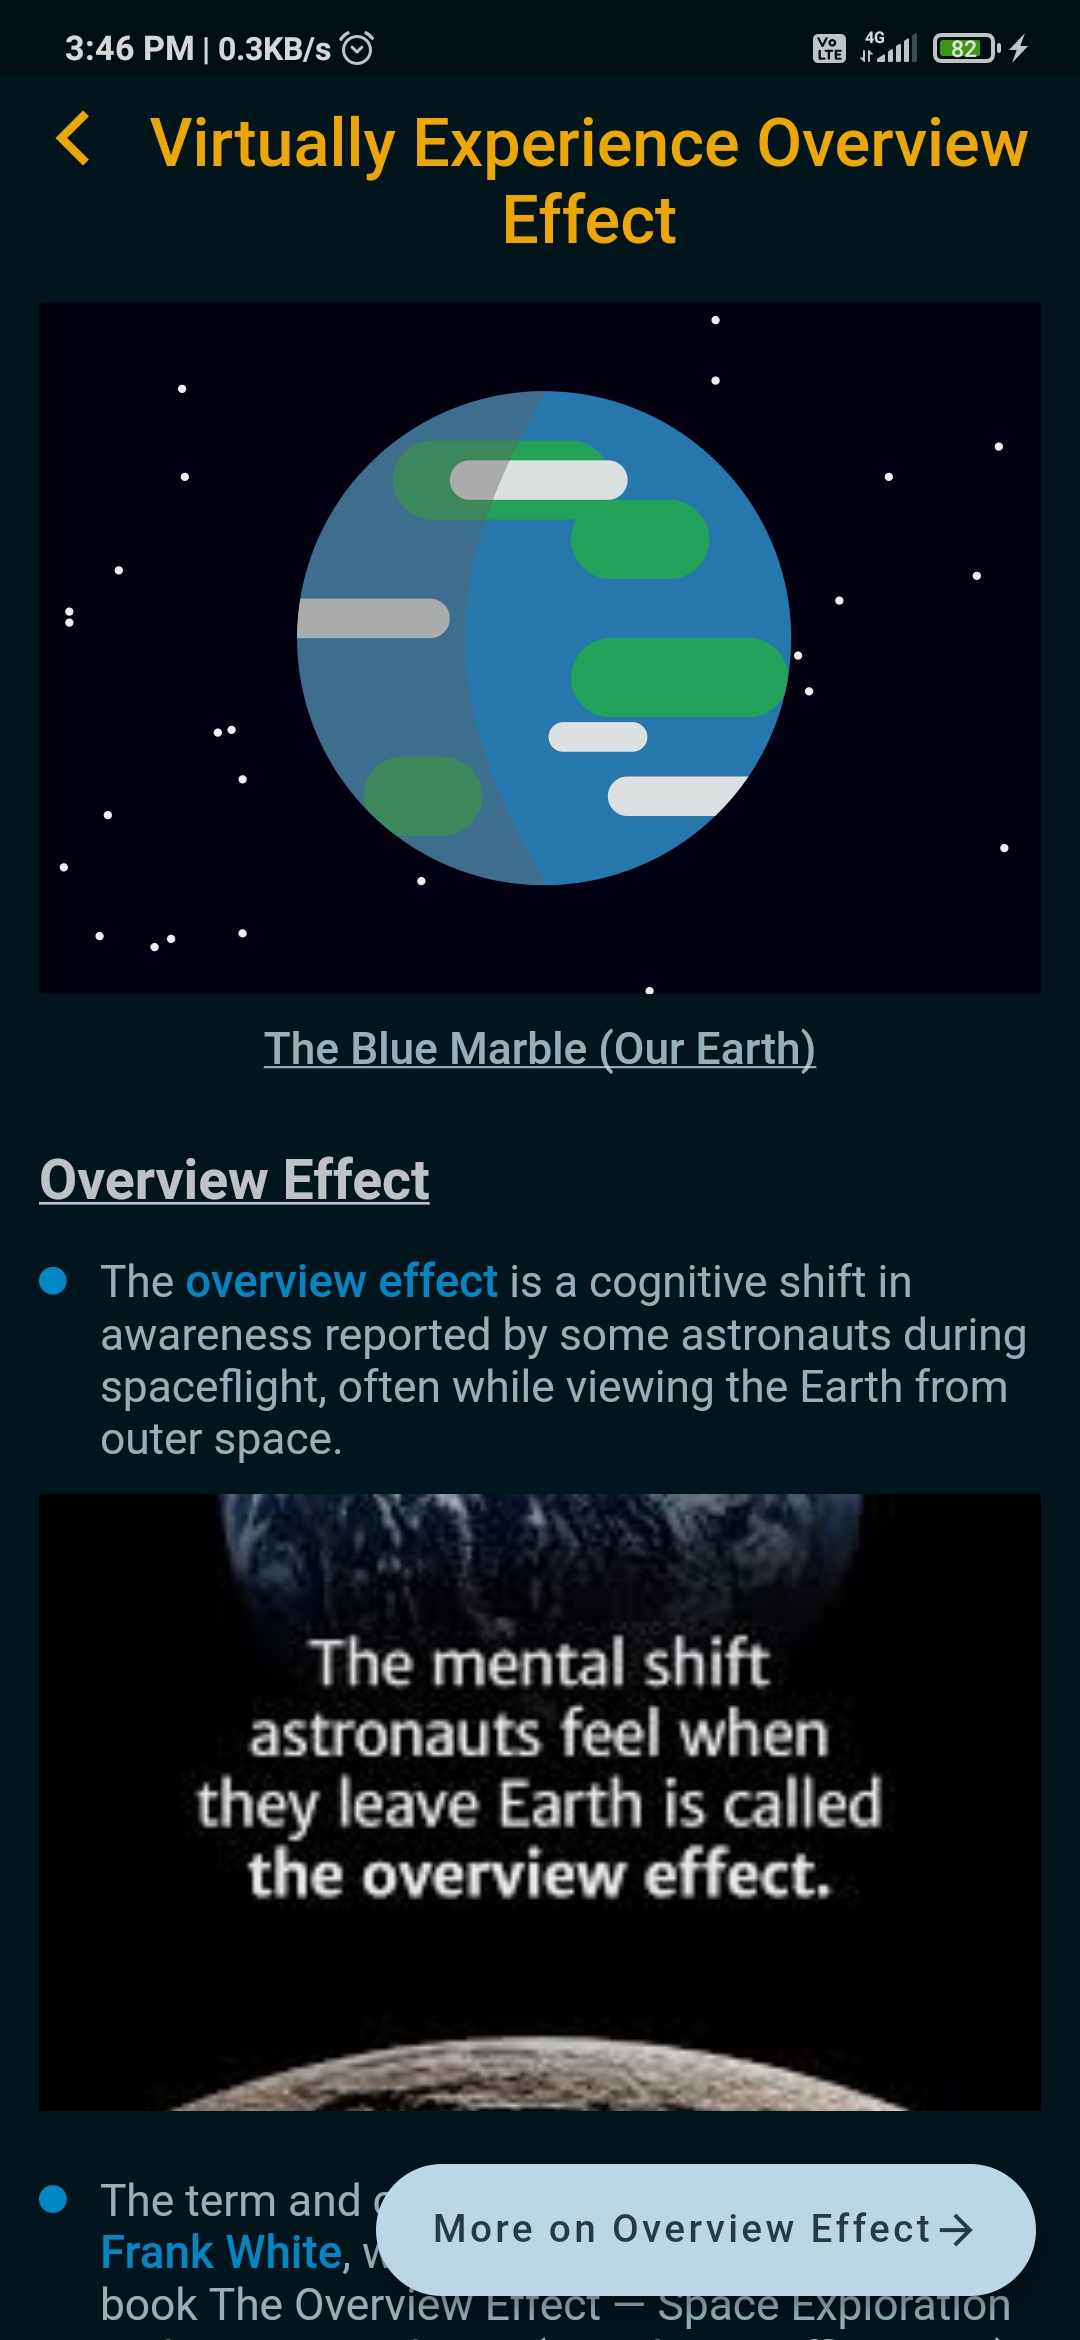 3:46 PM | 0.3KB/s
Vo LTE 4G 82
Virtually Experience Overview
Effect
The Blue Marble (Our Earth)
Overview Effect
The overview effect is a cognitive shift in
awareness reported by some astronauts during
spaceflight, often while viewing the Earth from
outer space.
The mental shift
astronauts feel when
they leave Earth is called
the overview effect.
The term and
Frank White,
book The Overview Effect — Space Exploration
More on Overview Effect